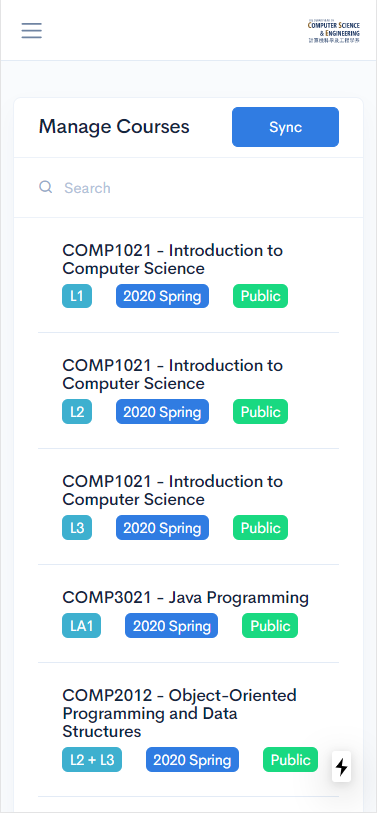 COMPUTER SCIENCE
& ENGINEERING
計算機科學及工程學系
Manage Courses
Sync
Search
COMP1021 - Introduction to
Computer Science
L1 2020 Spring Public
COMP1021 - Introduction to
Computer Science
L2 2020 Spring Public
COMP1021 - Introduction to
Computer Science
L3 2020 Spring Public
COMP3021 - Java Programming
LA1 2020 Spring Public
COMP2012 - Object-Oriented
Programming and Data
Structures
L2 + L3 2020 Spring Public